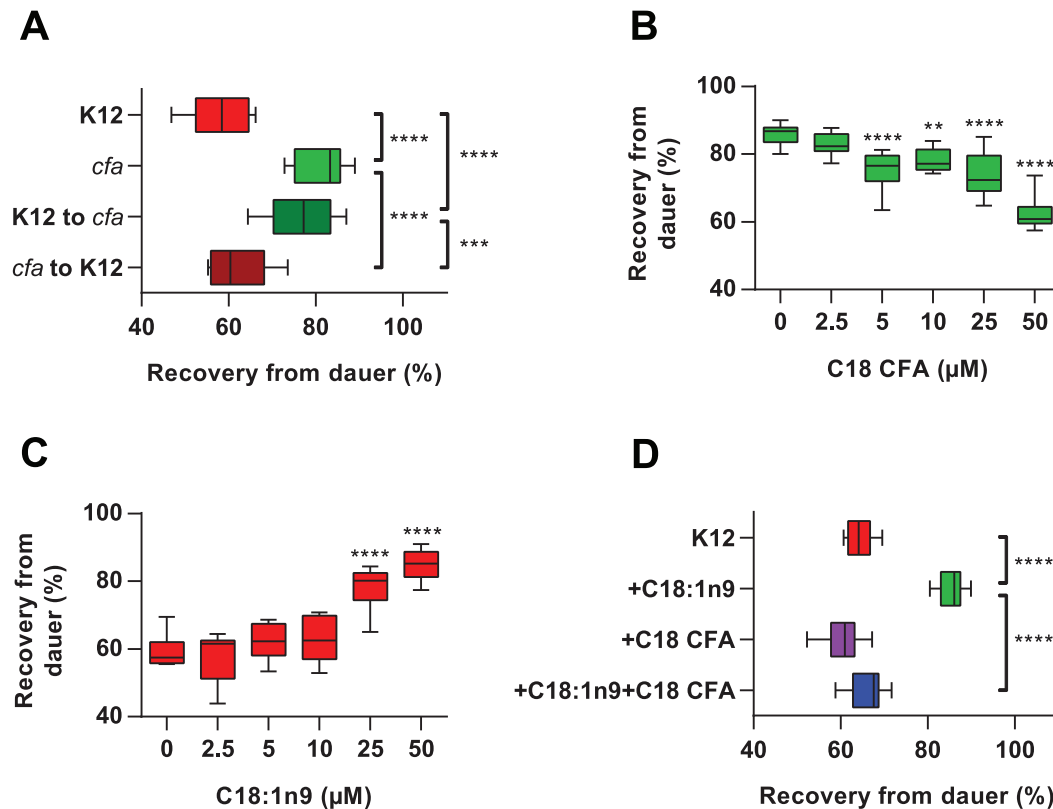 A
K12
cfa
K12 to cfa
cfa to K12
****
****
****
***
40 60 80 100
Recovery from dauer (%)
B
Recovery from
dauer (%)
100
80
60
40
****
**
****
****
0 2.5 5 10 25 50
C18 CFA (µM)
C
Recovery from
dauer (%)
100
80
60
40
****
****
0 2.5 5 10 25 50
C18:1n9 (µM)
D
K12
+C18:1n9
+C18 CFA
+C18:1n9+C18 CFA
****
****
40 60 80 100
Recovery from dauer (%)